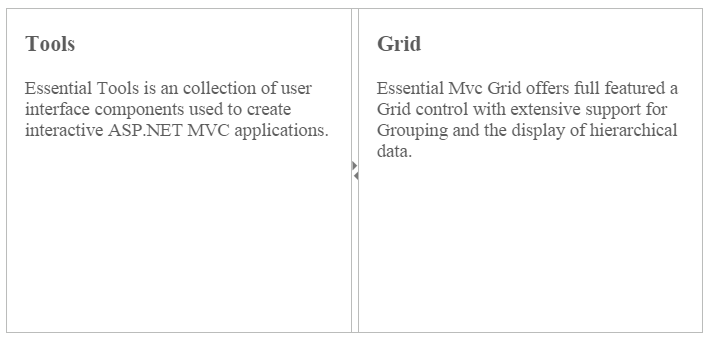 Tools
Essential Tools is an collection of user
interface components used to create
interactive ASP.NET MVC applications.
Grid
Essential Mvc Grid offers full featured a
Grid control with extensive support for
Grouping and the display of hierarchical
data.